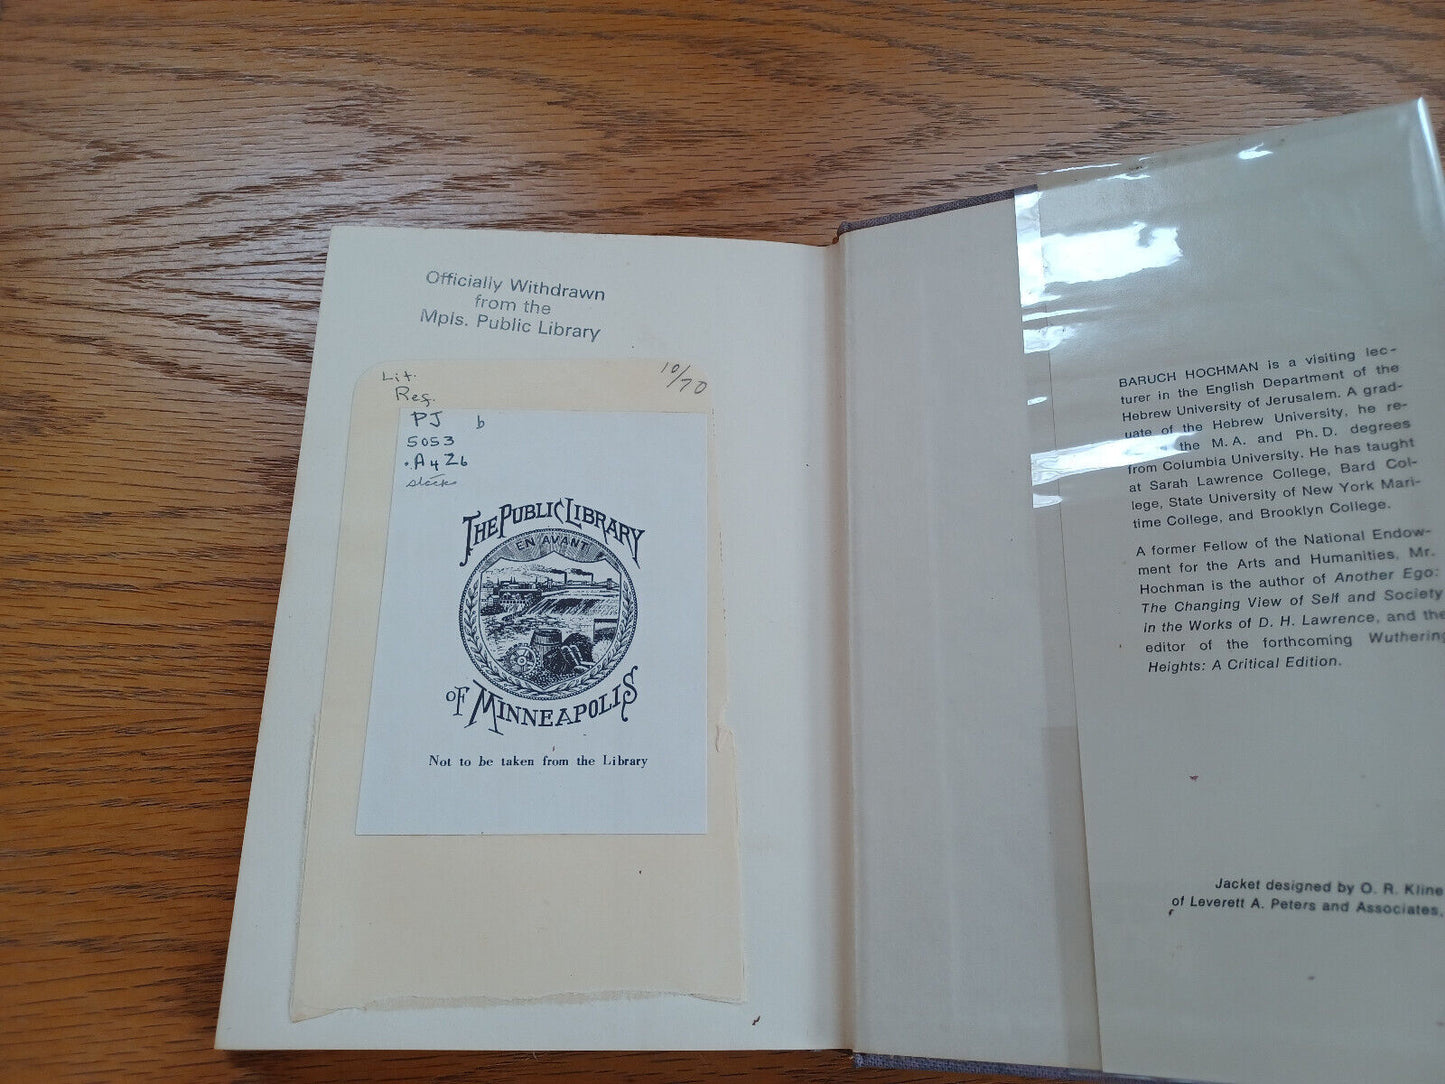 Officially Withdrawn
from the
Mpls. Public Library
10/70
Lit.
Reg.
PJ b
5053
.A4Z6
stacks
THE PUBLIC LIBRARY
EN AVANT
OF MINNEAPOLIS
Not to be taken from the Library
BARUCH HOCHMAN is a visiting lec-
turer in the English Department of the
Hebrew University of Jerusalem. A grad-
uate of the Hebrew University, he re-
the M.A. and Ph.D. degrees
from Columbia University. He has taught
at Sarah Lawrence College, Bard Col-
lege, State University of New York Mari-
time College, and Brooklyn College.
A former Fellow of the National Endow-
ment for the Arts and Humanities, Mr.
Hochman is the author of Another Ego:
The Changing View of Self and Society
in the Works of D. H. Lawrence, and the
editor of the forthcoming Wuthering
Heights: A Critical Edition.
Jacket designed by O. R. Kline
of Leverett A. Peters and Associates,